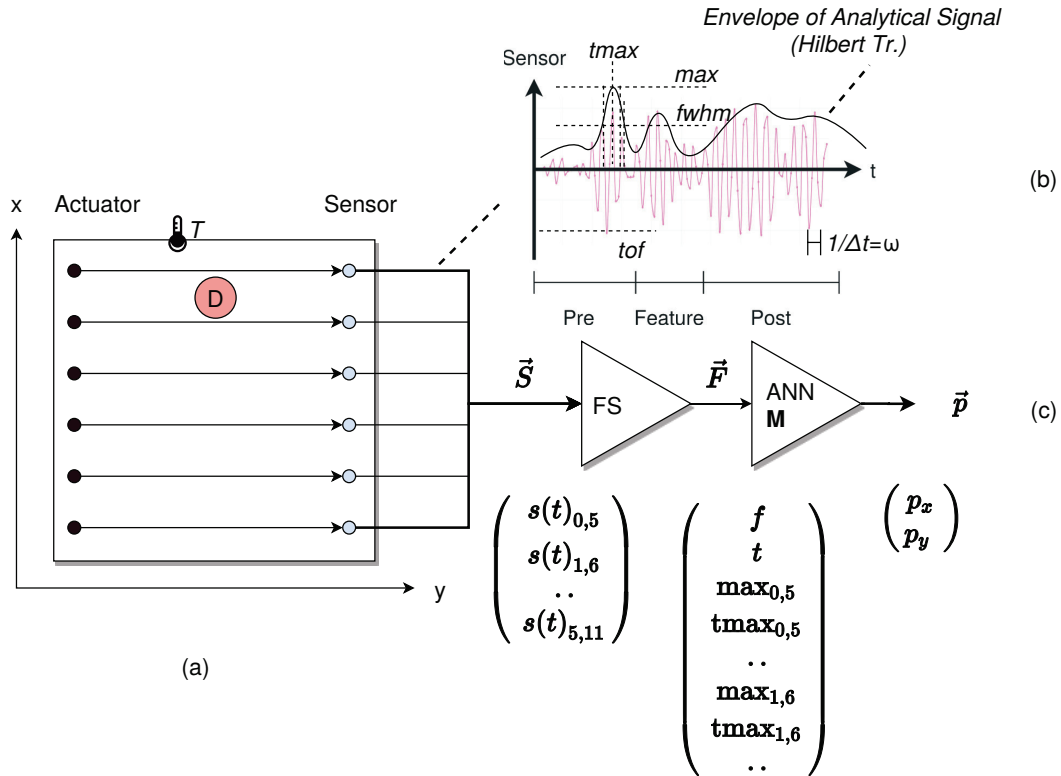 Envelope of Analytical Signal
(Hilbert Tr.)
Sensor
tmax
max
fwhm
t
(b)
tof
1/Δt=ω
x
Actuator
Sensor
T
D
y
(a)
Pre
Feature
Post
S⃗
FS
F⃗
ANN
M
p⃗
(c)
s(t)₀,₅
s(t)₁,₆
..
s(t)₅,₁₁
f
t
max₀,₅
tmax₀,₅
..
max₁,₆
tmax₁,₆
..
pₓ
p_y